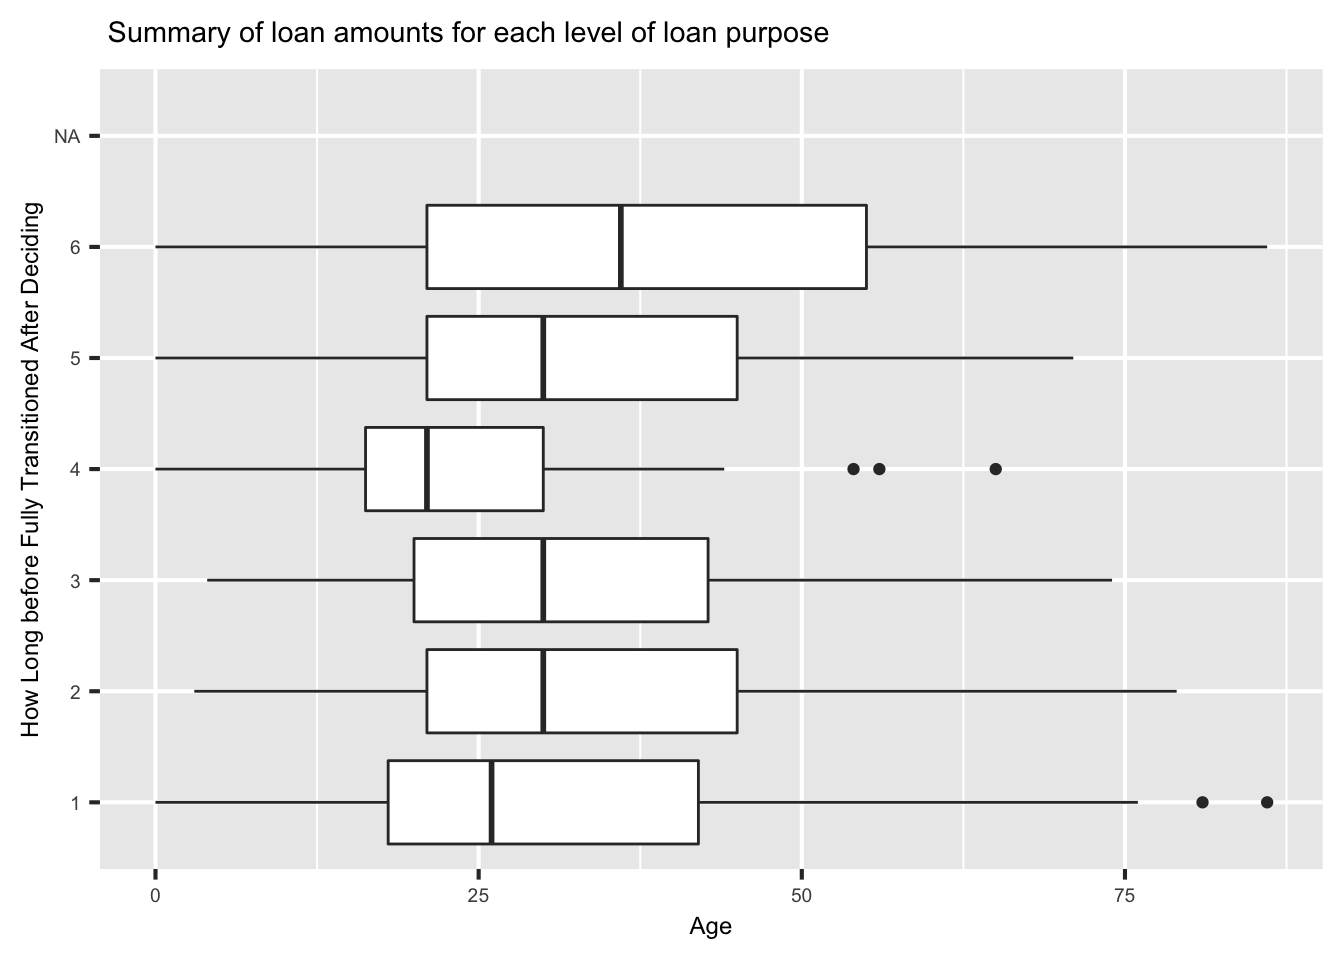 Summary of loan amounts for each level of loan purpose
How Long before Fully Transitioned After Deciding
NA
6
5
4
3
2
1
0 25 50 75
Age